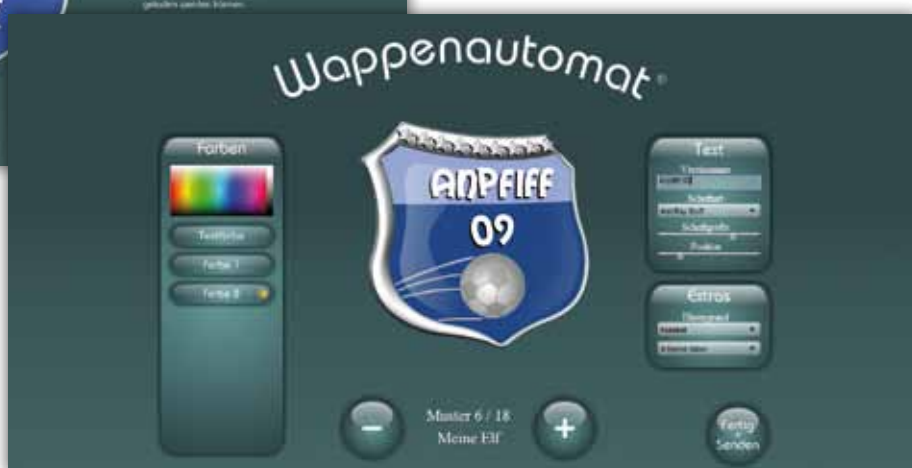 Wappenautomat
Farben
Textfarbe
Farbe 1
Farbe 2
ANPFIFF
09
Text
Vereinsname
Schriftart
Schriftgröße
Position
Extras
Muster 6 / 18
Meine Elf
Fertig
+
Senden